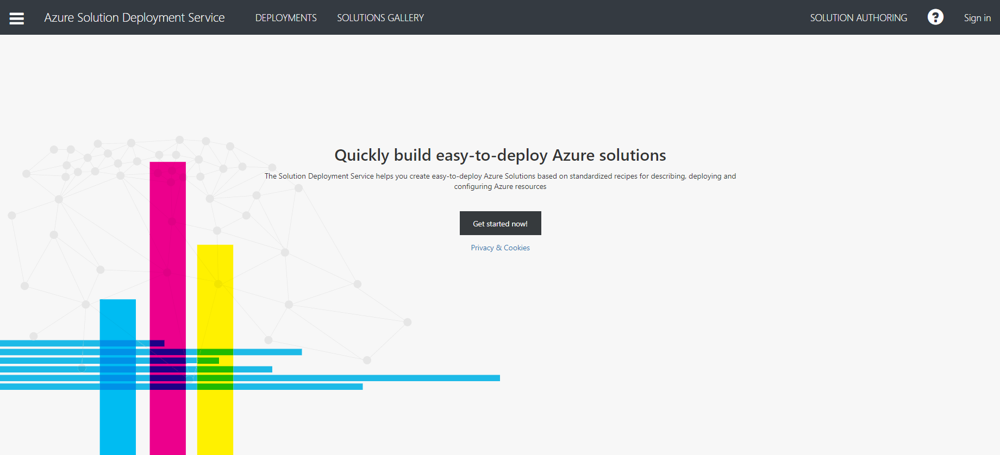 Azure Solution Deployment Service DEPLOYMENTS SOLUTIONS GALLERY SOLUTION AUTHORING ? Sign in
Quickly build easy-to-deploy Azure solutions
The Solution Deployment Service helps you create easy-to-deploy Azure Solutions based on standardized recipes for describing, deploying and
configuring Azure resources
Get started now!
Privacy & Cookies